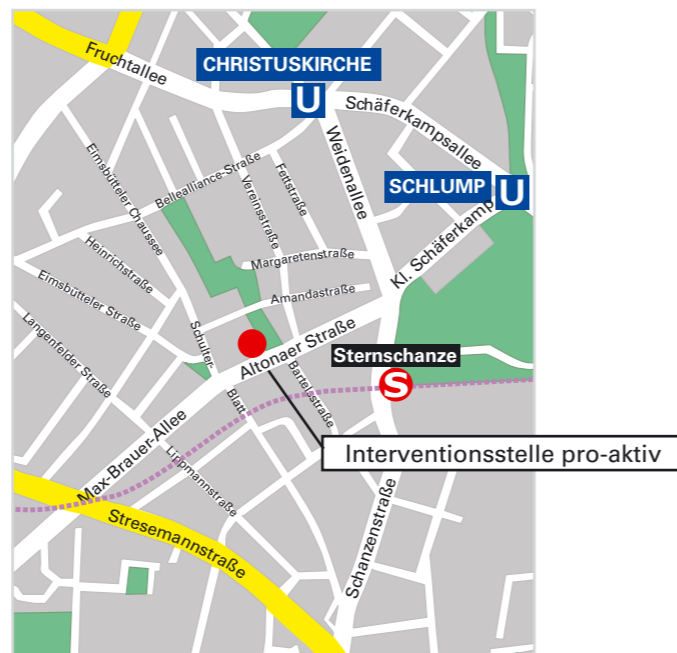 Fruchtallee
CHRISTUSKIRCHE
U
Schäferkampsallee
Weidenallee
SCHLUMP
U
Eimsbütteler Chaussee
Bellealliance-Straße
Vereinsstraße
Fettstraße
Kl. Schäferkamp
Heinrichstraße
Margaretenstraße
Eimsbütteler Straße
Amandastraße
Langenfelder Straße
Schulter-
Blatt
Altonaer Straße
Sternschanze
S
Bartelsstraße
Max-Brauer-Allee
Lippmannstraße
Interventionsstelle pro-aktiv
Stresemannstraße
Schanzenstraße